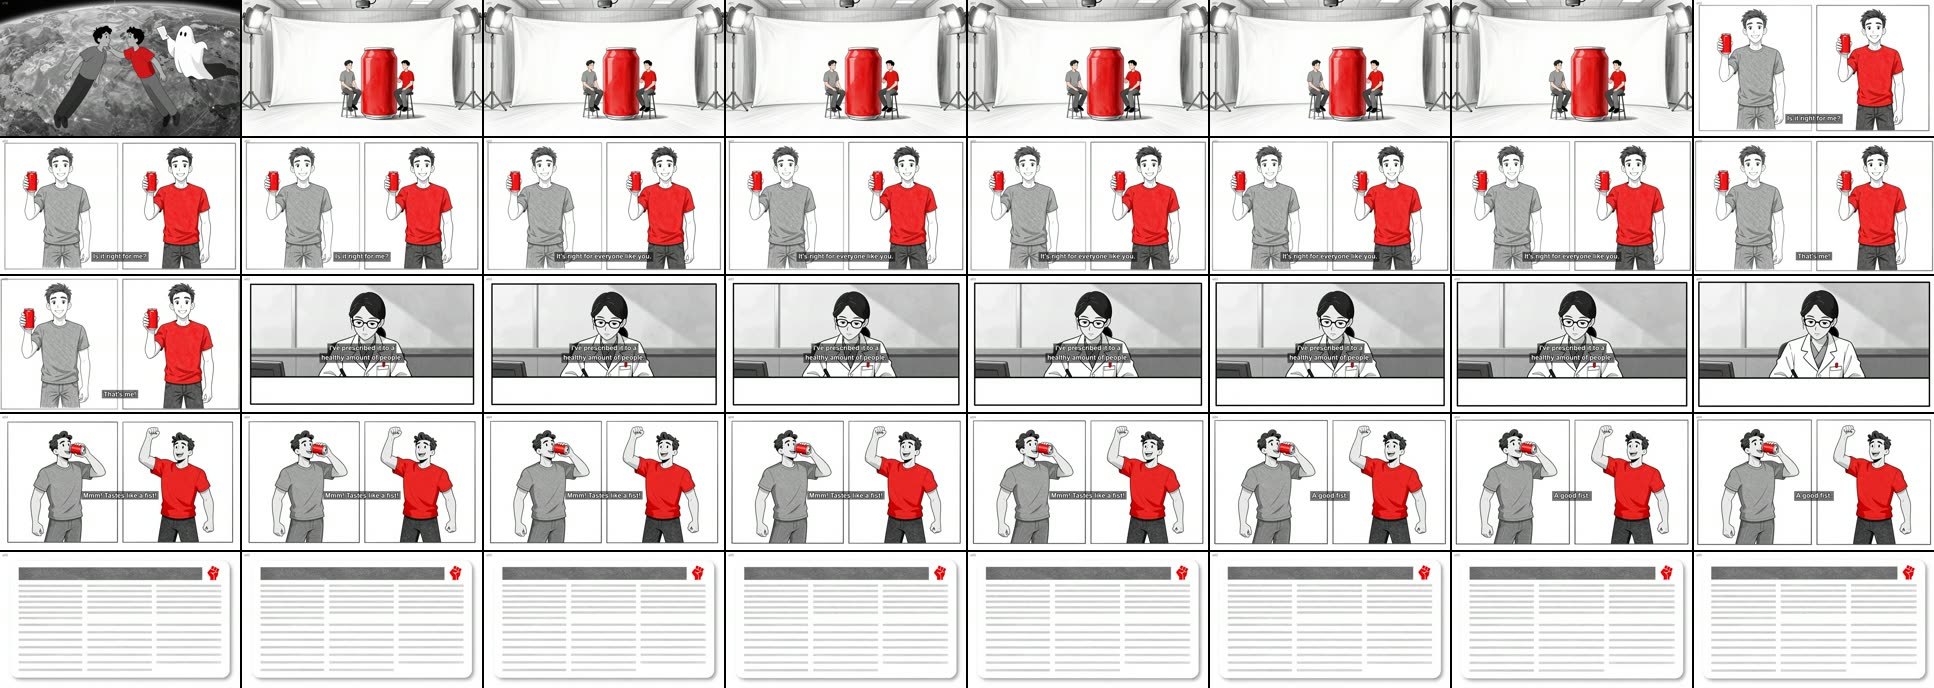 Is it right for me?
Is it right for me?
Is it right for me?
It's right for everyone like you.
It's right for everyone like you.
It's right for everyone like you.
It's right for everyone like you.
It's right for everyone like you.
That's me!
That's me!
I've prescribed it to a
healthy amount of people.
I've prescribed it to a
healthy amount of people.
I've prescribed it to a
healthy amount of people.
I've prescribed it to a
healthy amount of people.
I've prescribed it to a
healthy amount of people.
I've prescribed it to a
healthy amount of people.
Mmm! Tastes like a fist!
Mmm! Tastes like a fist!
Mmm! Tastes like a fist!
Mmm! Tastes like a fist!
Mmm! Tastes like a fist!
A good fist.
A good fist.
A good fist.